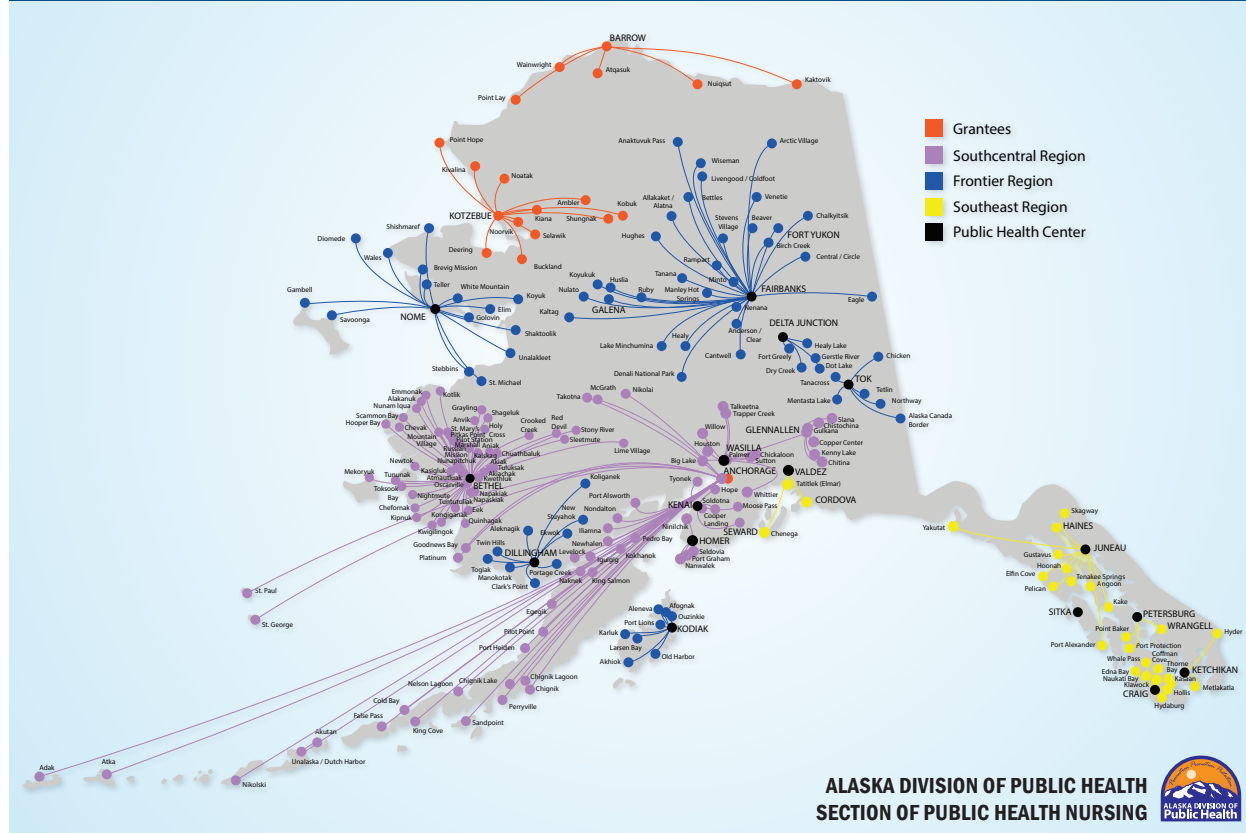 BARROW
Wainwright
Atqasuk
Kaktovik
Nuiqsut
Point Lay
Grantees
Southcentral Region
Frontier Region
Southeast Region
Public Health Center
Point Hope
Kivalina
Noatak
Ambler
Kobuk
KOTZEBUE
Kiana
Shungnak
Noorvik
Selawik
Deering
Buckland
Anaktuvuk Pass
Arctic Village
Wiseman
Livengood / Coldfoot
Allakaket /
Alatna
Bettles
Venetie
Stevens
Village
Beaver
Chalkyitsik
Hughes
FORT YUKON
Birch Creek
Central / Circle
Rampart
Tanana
Minto
Koyukuk
Huslia
Nulato
Ruby
Manley Hot
Springs
FAIRBANKS
Eagle
Kaltag
GALENA
Nenana
Anderson /
Clear
Lake Minchumina
Healy
Cantwell
Denali National Park
Shishmaref
Diomede
Wales
Brevig Mission
Teller
White Mountain
Gambell
Savoonga
NOME
Koyuk
Elim
Golovin
Shaktoolik
Unalakleet
Stebbins
St. Michael
DELTA JUNCTION
Healy Lake
Fort Greely
Gerstle River
Dot Lake
Dry Creek
Chicken
TOK
Tanacross
Tetlin
Mentasta Lake
Northway
Alaska Canada
Border
McGrath
Nikolai
Takotna
Emmonak
Alakanuk
Kotlik
Nunam Iqua
Scammon Bay
Hooper Bay
Chevak
Mountain
Village
Grayling
Shageluk
Anvik
St. Mary's
Holy
Cross
Pitkas Point
Pilot Station
Russian
Mission
Marshall
Aniak
Kalskag
Nunapitchuk
Crooked
Creek
Red
Devil
Stony River
Sleetmute
Chuathbaluk
Lime Village
Newtok
Kasigluk
Akiak
Tuluksak
Mekoryuk
Tununak
Atmautluak
Akiachak
Kwethluk
Oscarville
BETHEL
Toksook
Bay
Nightmute
Napakiak
Napaskiak
Tuntutuliak
Chefornak
Eek
Kipnuk
Kongiganak
Kwigilingok
Quinhagak
Goodnews Bay
Platinum
Talkeetna
Trapper Creek
Willow
Houston
WASILLA
Palmer
Chickaloon
Sutton
Big Lake
ANCHORAGE
Tyonek
Hope
Whittier
GLENNALLEN
Slana
Chistochina
Gulkana
Copper Center
Kenny Lake
Chitina
VALDEZ
Tatitlek (Elmar)
CORDOVA
KENAI
Soldotna
Moose Pass
Cooper
Landing
Ninilchik
SEWARD
Chenega
HOMER
Seldovia
Port Graham
Nanwalek
Koliganek
Port Alsworth
New
Stuyahok
Nondalton
Aleknagik
Ekwok
Iliamna
Twin Hills
Newhalen
Pedro Bay
DILLINGHAM
Levelock
Igiugig
Kokhanok
Togiak
Portage Creek
Manokotak
Naknek
King Salmon
Clark's Point
Egegik
Pilot Point
Port Heiden
Aleneva
Afognak
Ouzinkie
Port Lions
KODIAK
Karluk
Larsen Bay
Old Harbor
Akhiok
St. Paul
St. George
Chignik Lake
Chignik Lagoon
Chignik
Nelson Lagoon
Perryville
Cold Bay
False Pass
King Cove
Sandpoint
Akutan
Unalaska / Dutch Harbor
Adak
Atka
Nikolski
Yakutat
Skagway
HAINES
JUNEAU
Gustavus
Hoonah
Elfin Cove
Tenakee Springs
Angoon
Pelican
Kake
SITKA
PETERSBURG
WRANGELL
Point Baker
Hyder
Port Alexander
Port Protection
Whale Pass
Coffman
Cove
Thorne
Bay
Edna Bay
Naukati Bay
KETCHIKAN
Kasaan
Klawock
CRAIG
Hollis
Metlakatla
Hydaburg
ALASKA DIVISION OF PUBLIC HEALTH
SECTION OF PUBLIC HEALTH NURSING
ALASKA DIVISION OF
Public Health